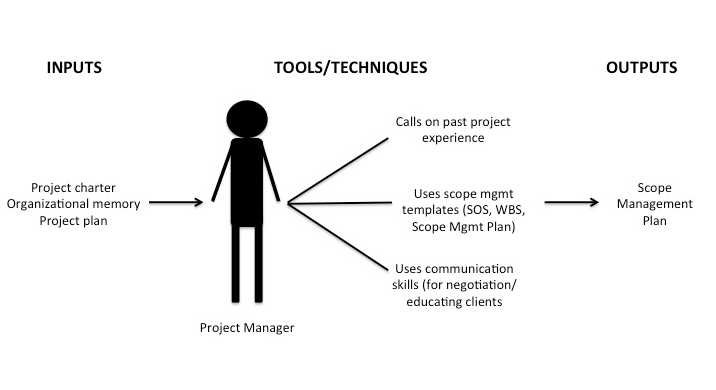 INPUTS
TOOLS/TECHNIQUES
OUTPUTS
Project charter
Organizational memory
Project plan
Project Manager
Calls on past project
experience
Uses scope mgmt
templates (SOS, WBS,
Scope Mgmt Plan)
Uses communication
skills (for negotiation/
educating clients
Scope
Management
Plan